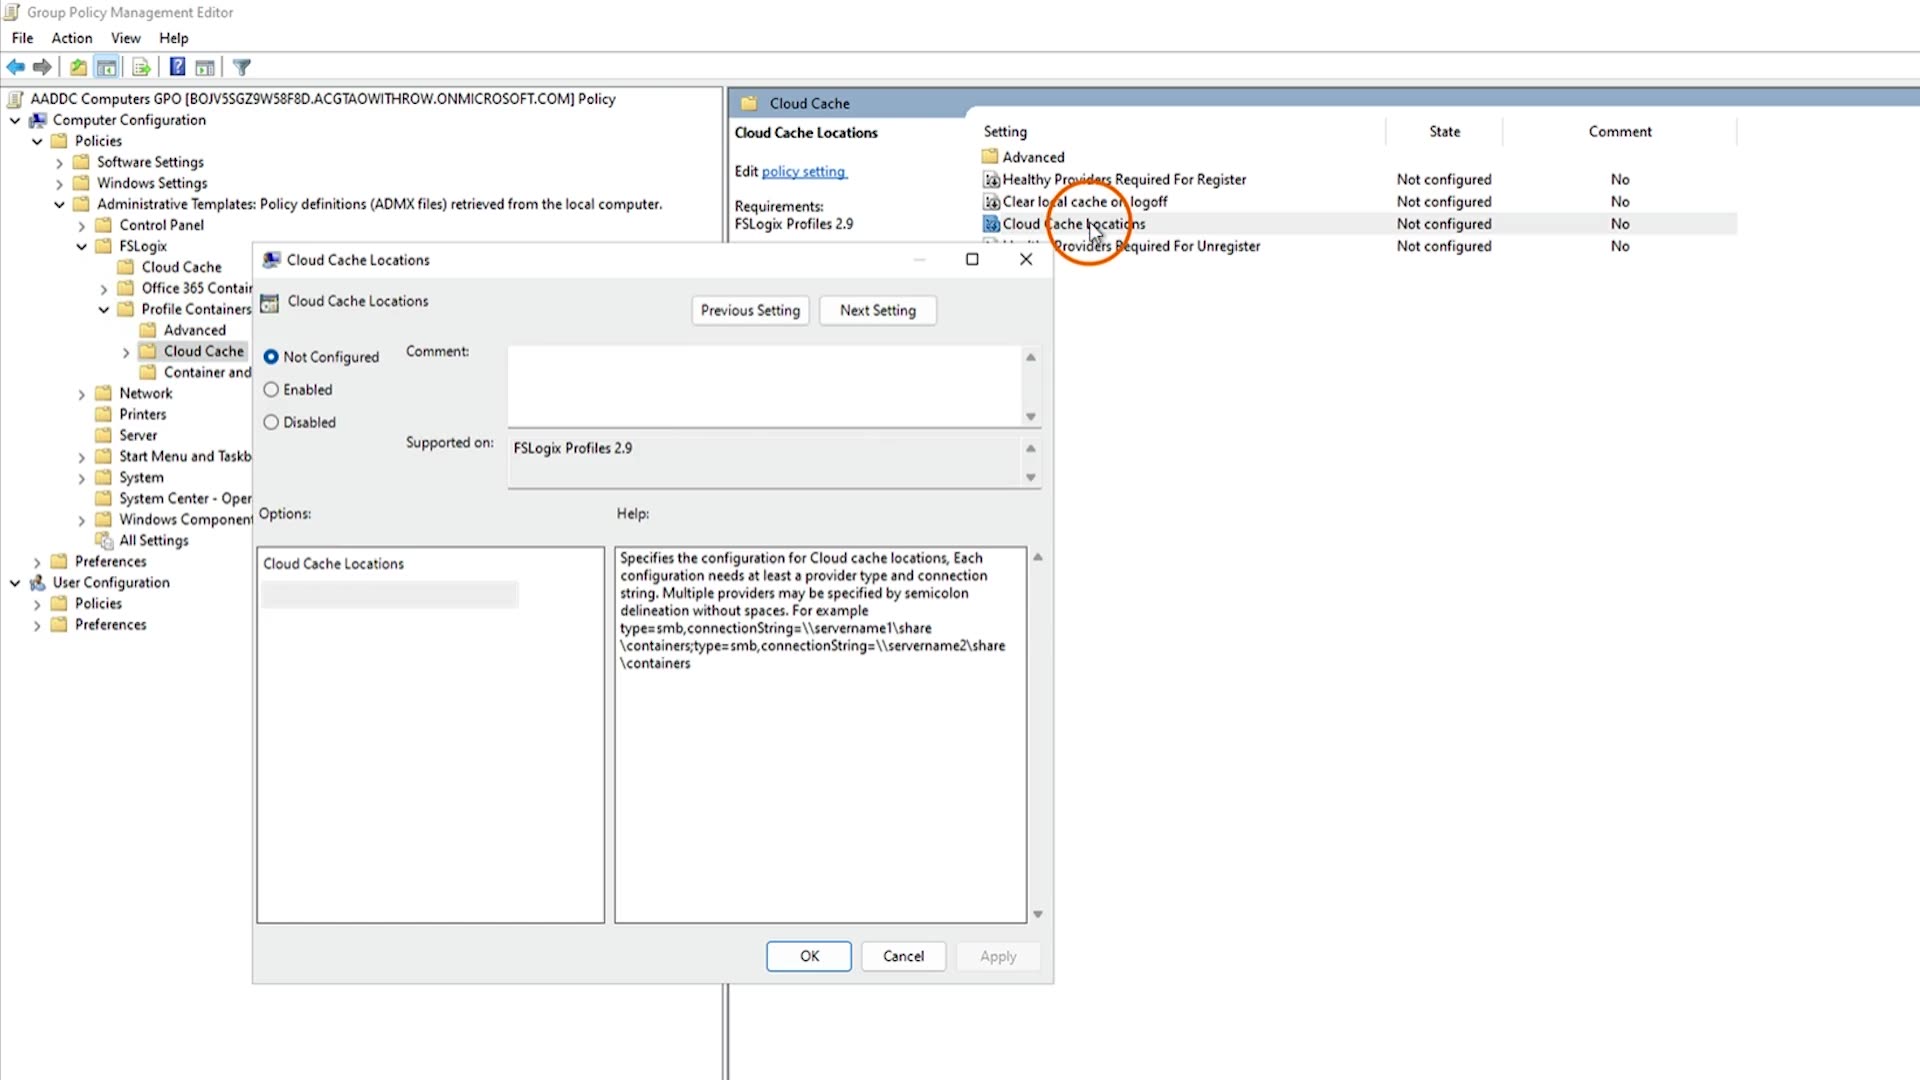 Group Policy Management Editor
File Action View Help
AADDC Computers GPO [BOJV5SGZ9W58F8D.ACGTAOWITHROW.ONMICROSOFT.COM] Policy
Computer Configuration
Policies
Software Settings
Windows Settings
Administrative Templates: Policy definitions (ADMX files) retrieved from the local computer.
Control Panel
FSLogix
Cloud Cache
Office 365 Contain
Profile Containers
Advanced
Cloud Cache
Container and
Network
Printers
Server
Start Menu and Taskb
System
System Center - Oper
Windows Component
All Settings
Preferences
User Configuration
Policies
Preferences
Cloud Cache
Cloud Cache Locations
Edit policy setting
Requirements:
FSLogix Profiles 2.9
Setting State Comment
Advanced
Healthy Providers Required For Register Not configured No
Clear local cache on logoff Not configured No
Cloud Cache Locations Not configured No
Providers Required For Unregister Not configured No
Cloud Cache Locations
Cloud Cache Locations
Previous Setting Next Setting
Not Configured
Enabled
Disabled
Comment:
Supported on:
FSLogix Profiles 2.9
Options:
Help:
Cloud Cache Locations
Specifies the configuration for Cloud cache locations, Each
configuration needs at least a provider type and connection
string. Multiple providers may be specified by semicolon
delineation without spaces. For example
type=smb,connectionString=\\servername1\share
\containers;type=smb,connectionString=\\servername2\share
\containers
OK Cancel Apply